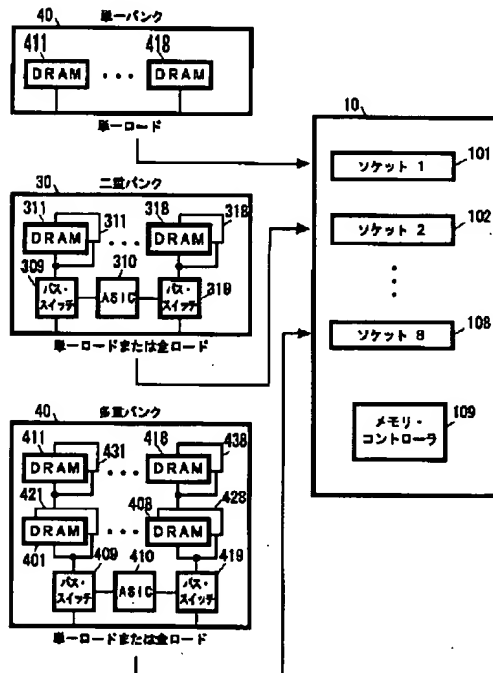 40 単一バンク
411 418
DRAM ・・・ DRAM
単一ロード
30 二重バンク
311 311 318 318
DRAM ・・・ DRAM
309 310 319
バス・スイッチ ASIC バス・スイッチ
単一ロードまたは全ロード
40 多重バンク
411 431 418 438
DRAM ・・・ DRAM
421 408 428
DRAM ・・・ DRAM
401
409 410 419
バス・スイッチ ASIC バス・スイッチ
単一ロードまたは全ロード
10
ソケット 1 101
ソケット 2 102
・・・
ソケット 8 108
メモリ・コントローラ 109